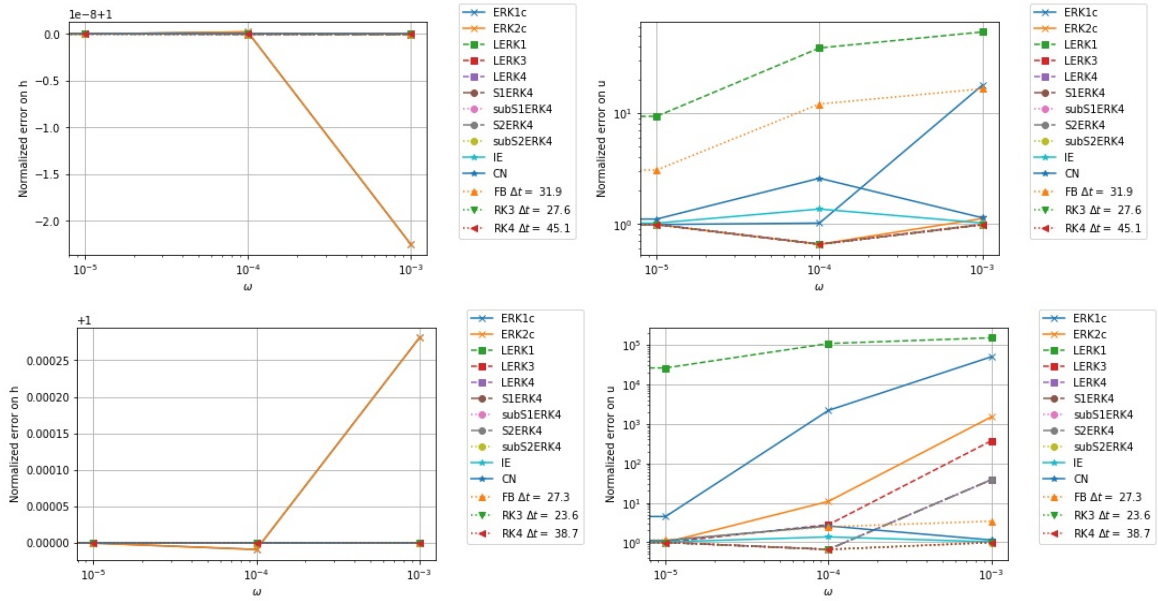 1e-8+1
Normalized error on h
0.0
−0.5
−1.0
−1.5
−2.0
10⁻⁵
10⁻⁴
10⁻³
ω
ERK1c
ERK2c
LERK1
LERK3
LERK4
S1ERK4
subS1ERK4
S2ERK4
subS2ERK4
IE
CN
FB Δt = 31.9
RK3 Δt = 27.6
RK4 Δt = 45.1
Normalized error on u
10¹
10⁰
10⁻⁵
10⁻⁴
10⁻³
ω
ERK1c
ERK2c
LERK1
LERK3
LERK4
S1ERK4
subS1ERK4
S2ERK4
subS2ERK4
IE
CN
FB Δt = 31.9
RK3 Δt = 27.6
RK4 Δt = 45.1
+1
Normalized error on h
0.00025
0.00020
0.00015
0.00010
0.00005
0.00000
10⁻⁵
10⁻⁴
10⁻³
ω
ERK1c
ERK2c
LERK1
LERK3
LERK4
S1ERK4
subS1ERK4
S2ERK4
subS2ERK4
IE
CN
FB Δt = 27.3
RK3 Δt = 23.6
RK4 Δt = 38.7
Normalized error on u
10⁵
10⁴
10³
10²
10¹
10⁰
10⁻⁵
10⁻⁴
10⁻³
ω
ERK1c
ERK2c
LERK1
LERK3
LERK4
S1ERK4
subS1ERK4
S2ERK4
subS2ERK4
IE
CN
FB Δt = 27.3
RK3 Δt = 23.6
RK4 Δt = 38.7